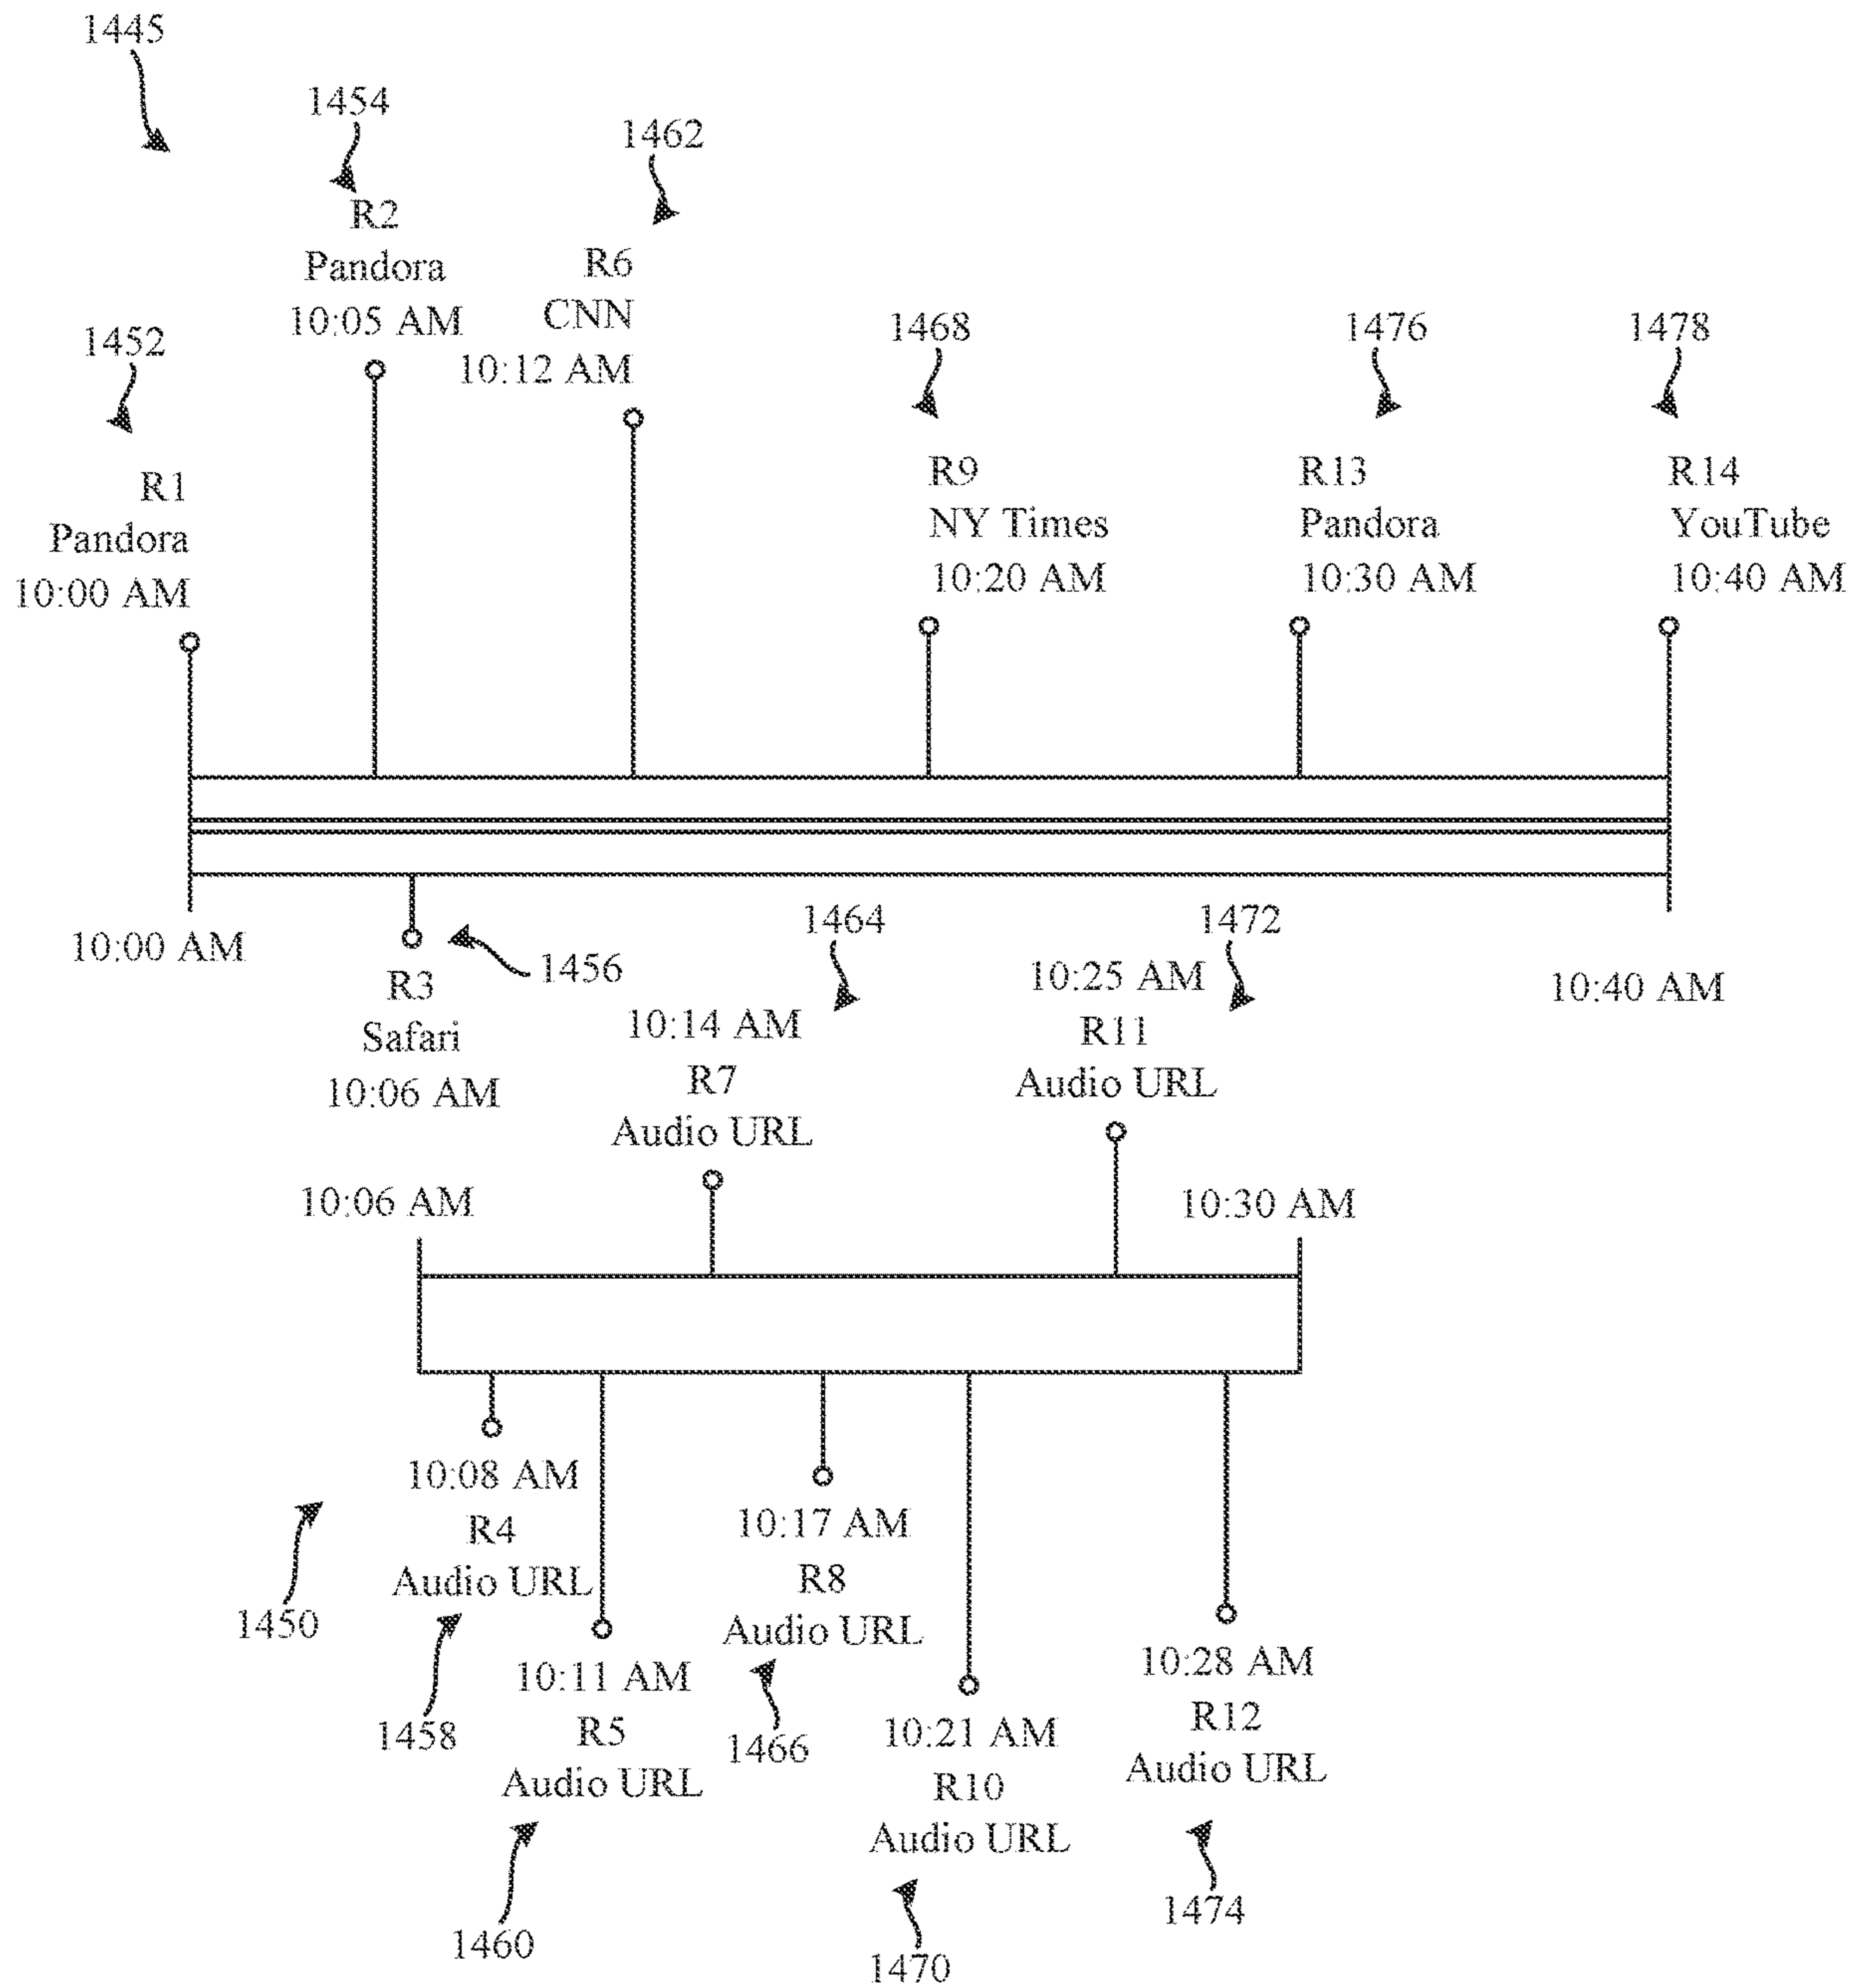 1445
1454
1462
R2
Pandora
10:05 AM
R6
CNN
10:12 AM
1452
R1
Pandora
10:00 AM
1468
R9
NY Times
10:20 AM
1476
R13
Pandora
10:30 AM
1478
R14
YouTube
10:40 AM
10:00 AM
10:40 AM
1456
R3
Safari
10:06 AM
1464
10:14 AM
R7
Audio URL
1472
10:25 AM
R11
Audio URL
10:06 AM
10:30 AM
1450
10:08 AM
R4
Audio URL
1458
10:11 AM
R5
Audio URL
1460
10:17 AM
R8
Audio URL
1466
10:21 AM
R10
Audio URL
1470
10:28 AM
R12
Audio URL
1474